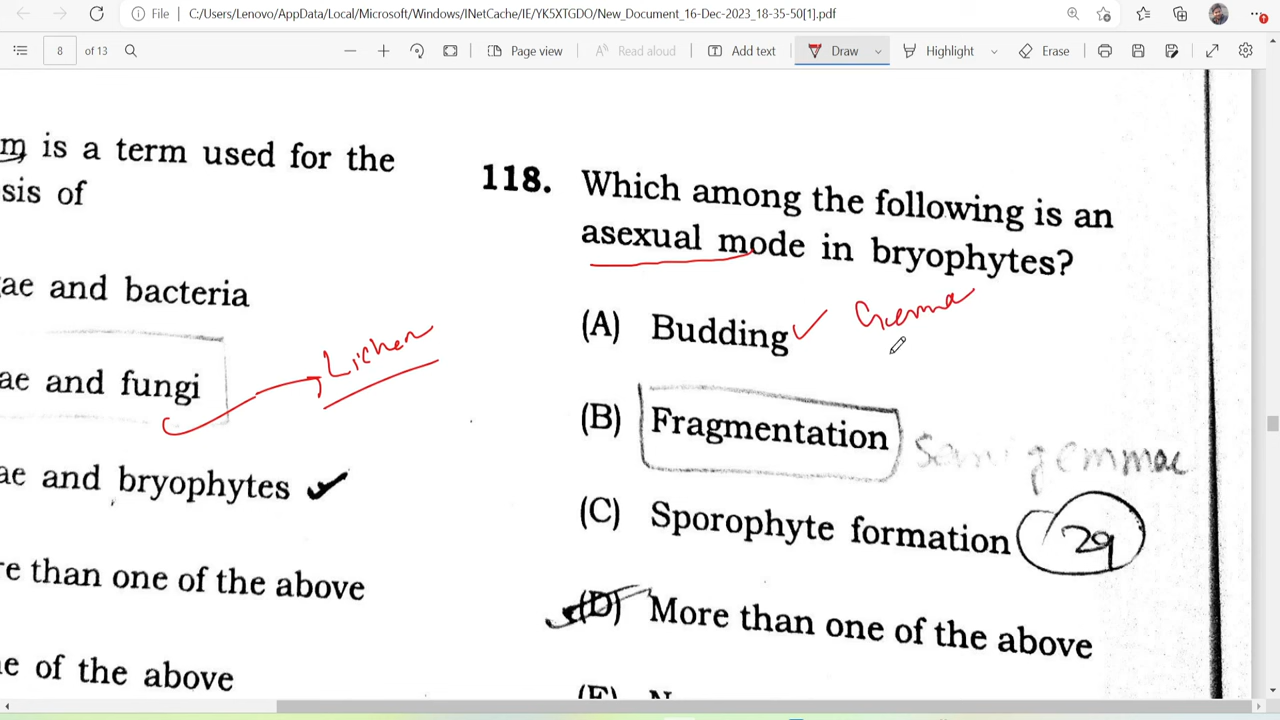 File
C:/Users/Lenovo/AppData/Local/Microsoft/Windows/INetCache/IE/YK5XTGDO/New_Document_16-Dec-2023_18-35-50[1].pdf
8 of 13
Page view
Read aloud
Add text
Draw
Highlight
Erase
m is a term used for the
sis of
ae and bacteria
ae and fungi
Lichen
ae and bryophytes
e than one of the above
e of the above
118. Which among the following is an
asexual mode in bryophytes?
(A) Budding
Gemma
(B) Fragmentation
gemmae
(C) Sporophyte formation
29
(D) More than one of the above
(E) N